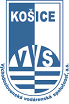 KOŠICE
VVS
Východoslovenská vodárenská spoločnosť, a.s.